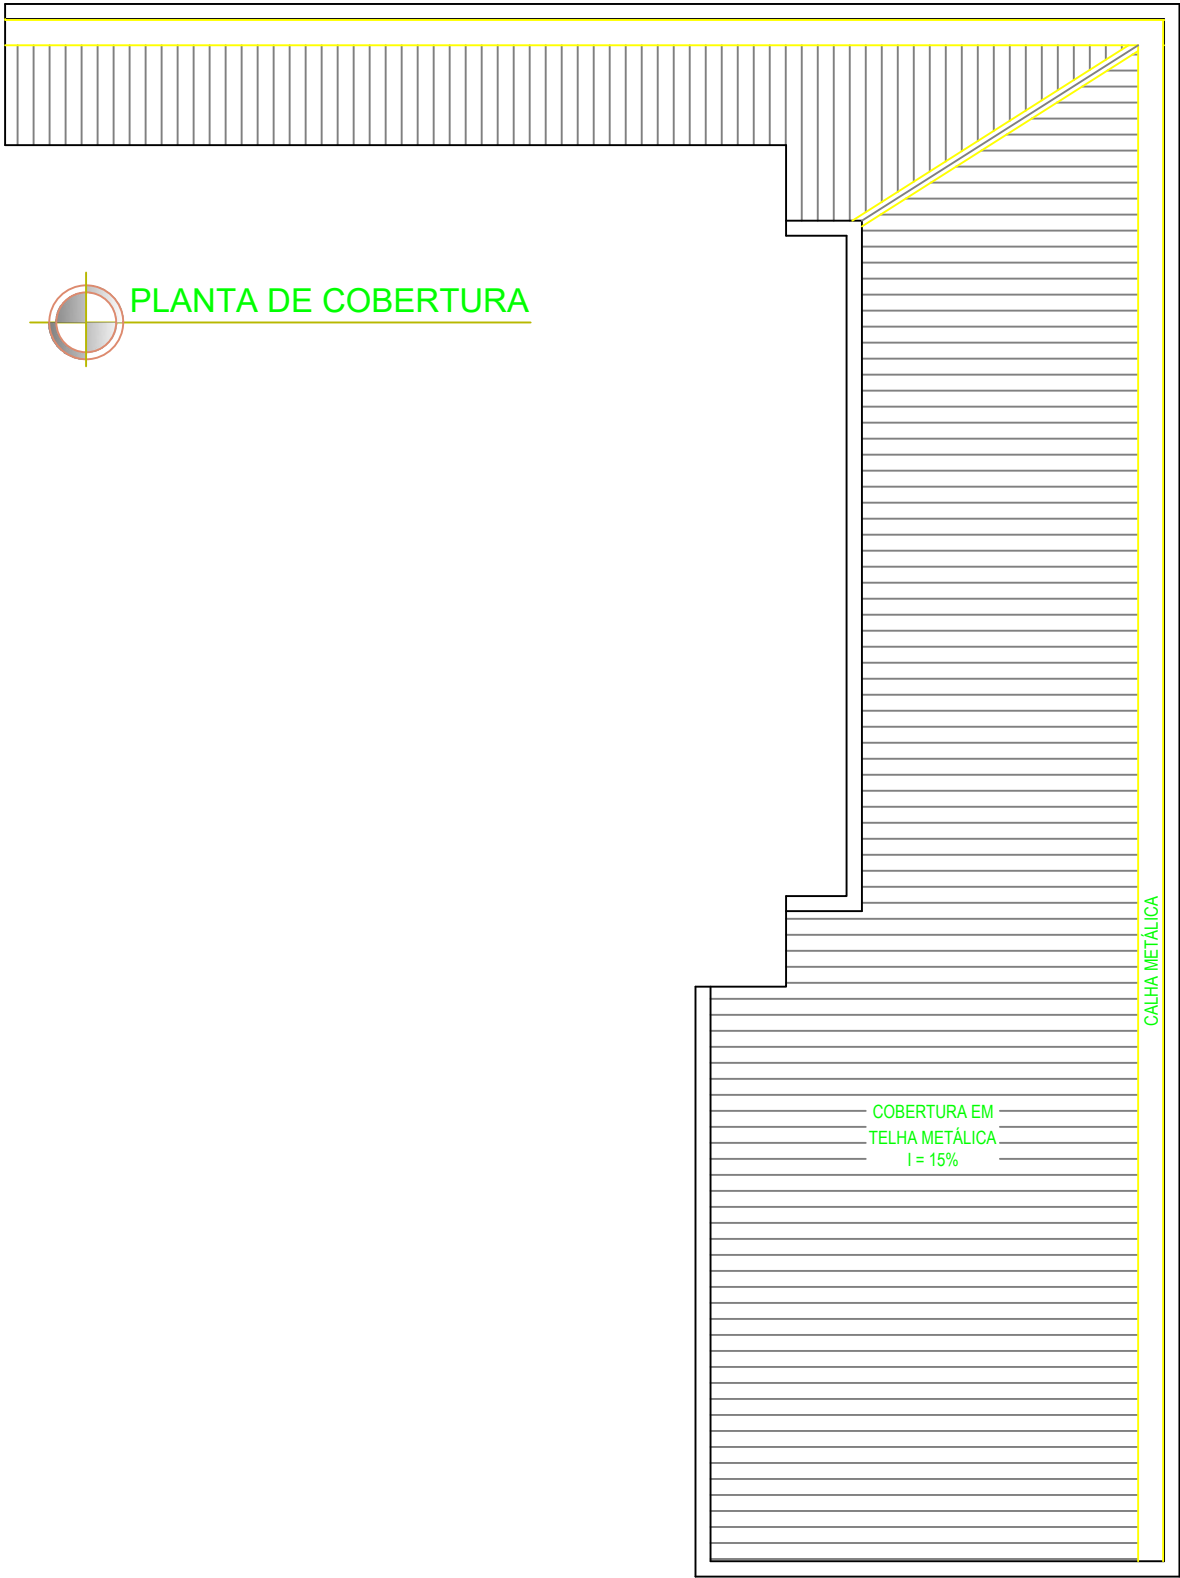 PLANTA DE COBERTURA
CALHA METÁLICA
COBERTURA EM
TELHA METÁLICA
I = 15%